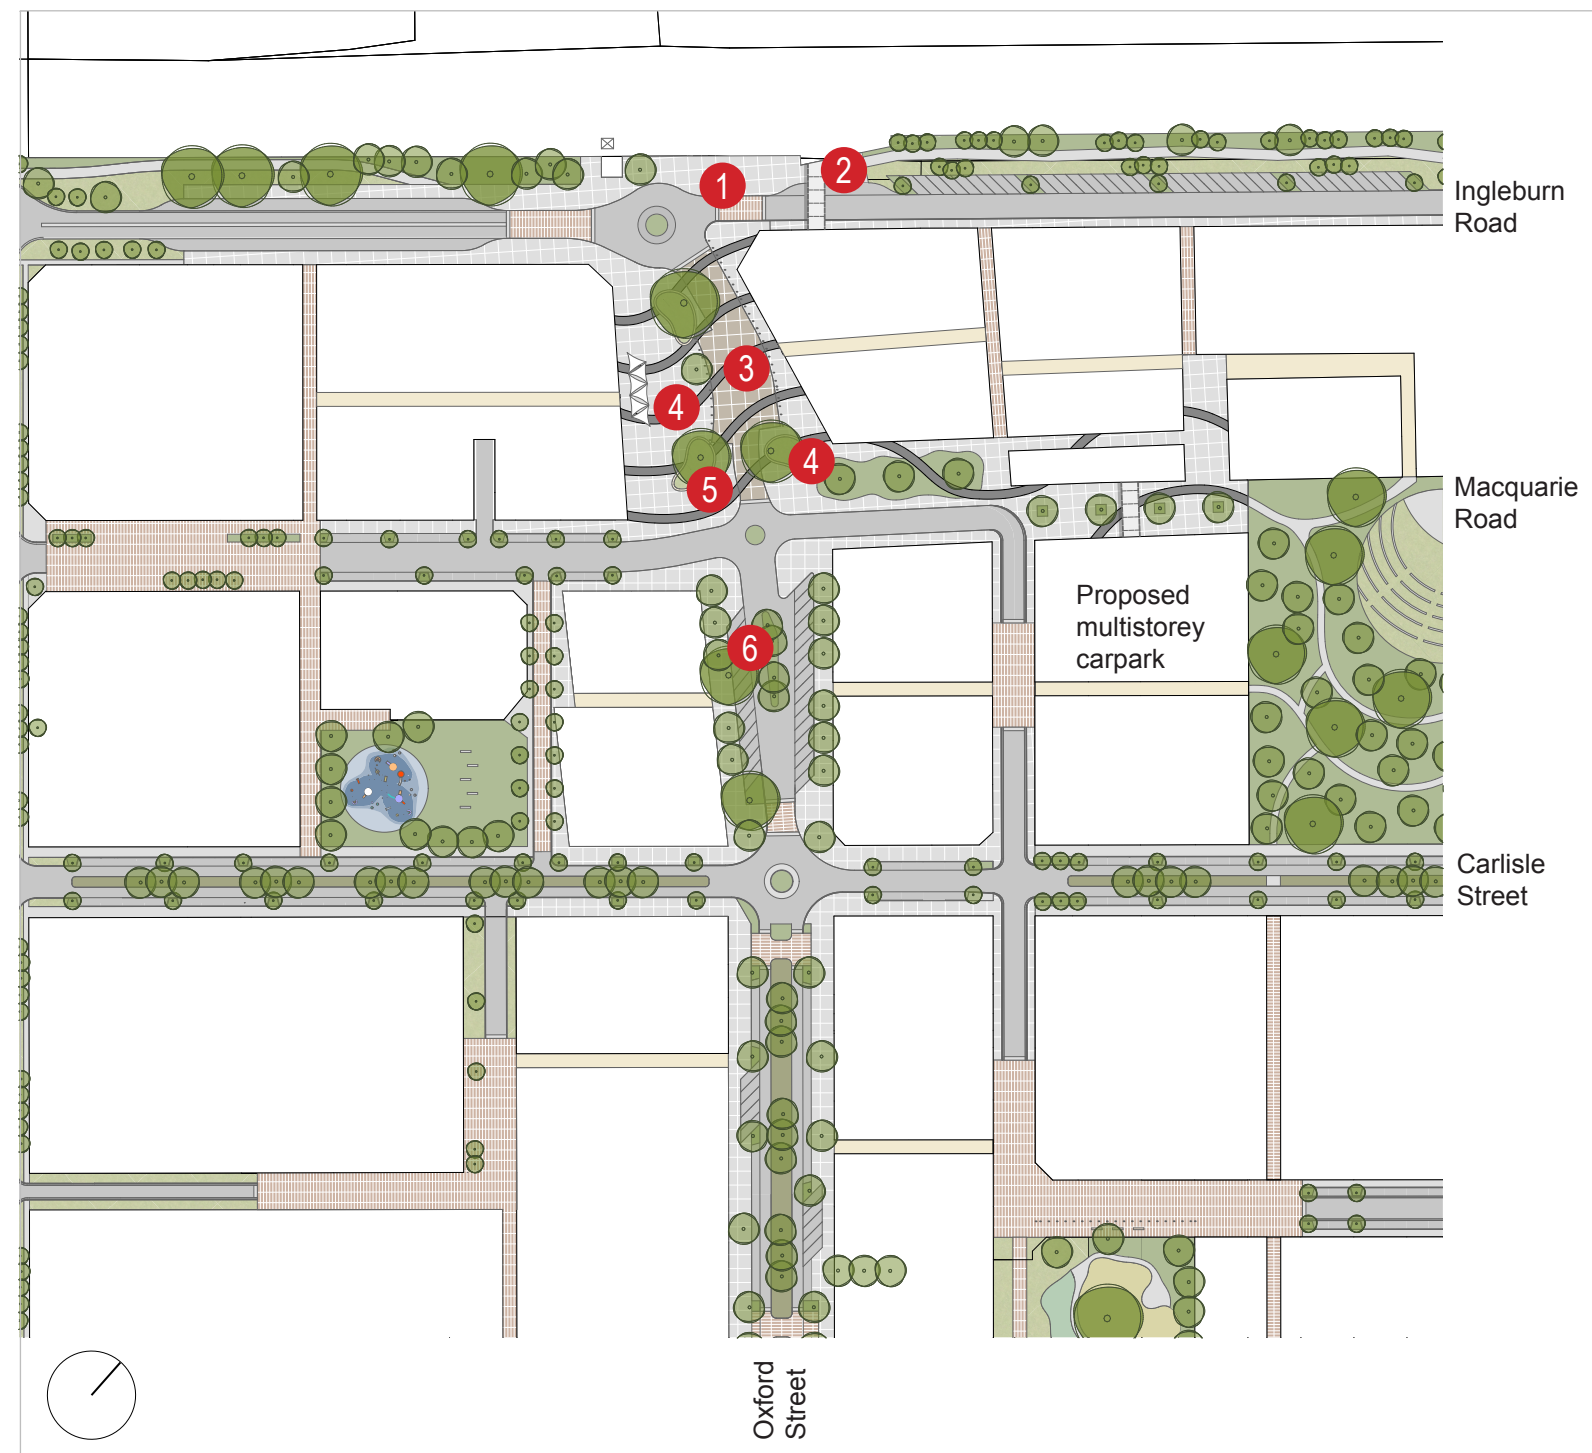 1
2
Ingleburn
Road
3
4
4
5
Macquarie
Road
Proposed
multistorey
carpark
6
Carlisle
Street
Oxford
Street